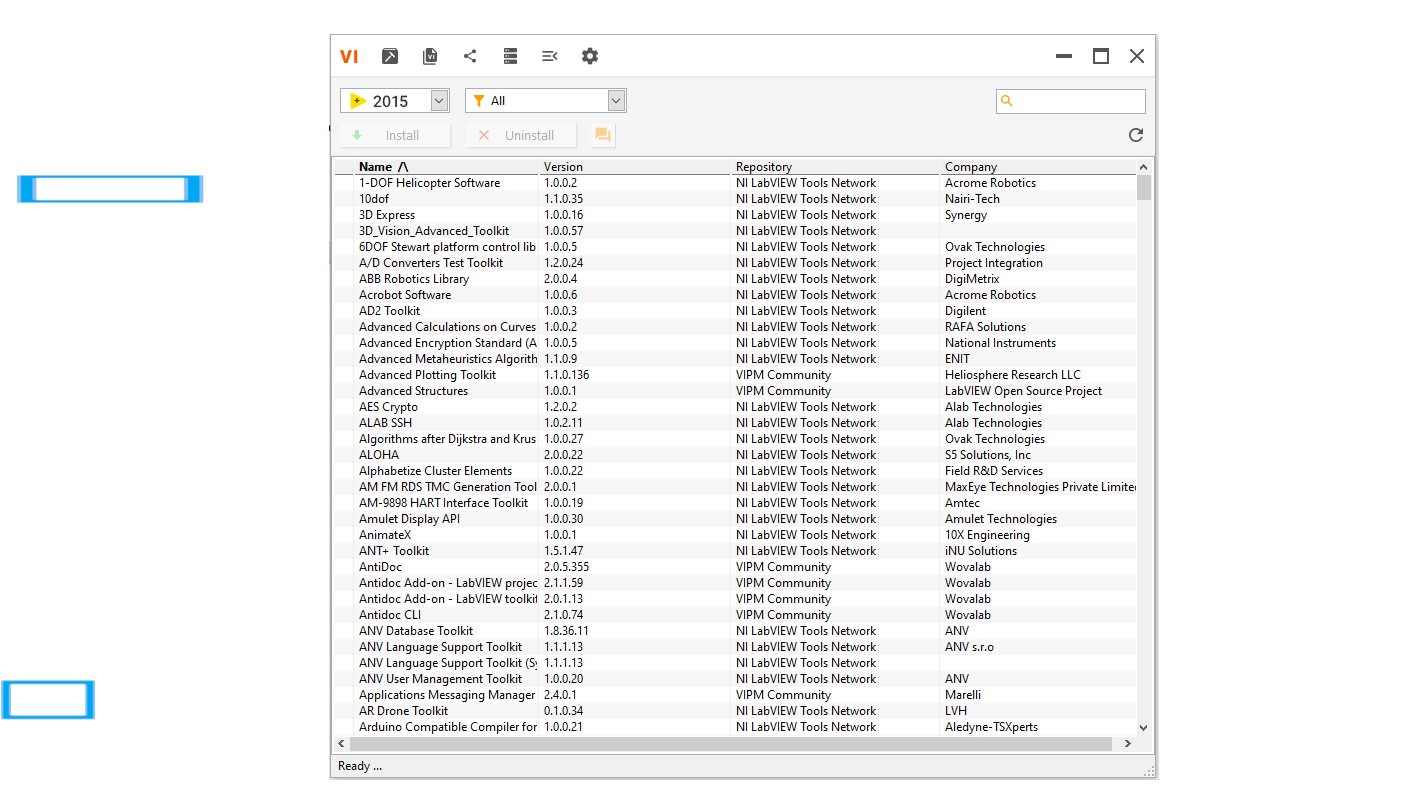 VI
2015 All
Install Uninstall
Name /\ Version Repository Company
1-DOF Helicopter Software 1.0.0.2 NI LabVIEW Tools Network Acrome Robotics
10dof 1.1.0.35 NI LabVIEW Tools Network Nairi-Tech
3D Express 1.0.0.16 NI LabVIEW Tools Network Synergy
3D_Vision_Advanced_Toolkit 1.0.0.57 NI LabVIEW Tools Network
6DOF Stewart platform control lib 1.0.0.5 NI LabVIEW Tools Network Ovak Technologies
A/D Converters Test Toolkit 1.2.0.24 NI LabVIEW Tools Network Project Integration
ABB Robotics Library 2.0.0.4 NI LabVIEW Tools Network DigiMetrix
Acrobot Software 1.0.0.6 NI LabVIEW Tools Network Acrome Robotics
AD2 Toolkit 1.0.0.3 NI LabVIEW Tools Network Digilent
Advanced Calculations on Curves 1.0.0.2 NI LabVIEW Tools Network RAFA Solutions
Advanced Encryption Standard (A 1.0.0.5 NI LabVIEW Tools Network National Instruments
Advanced Metaheuristics Algorith 1.1.0.9 NI LabVIEW Tools Network ENIT
Advanced Plotting Toolkit 1.1.0.136 VIPM Community Heliosphere Research LLC
Advanced Structures 1.0.0.1 VIPM Community LabVIEW Open Source Project
AES Crypto 1.2.0.2 NI LabVIEW Tools Network Alab Technologies
ALAB SSH 1.0.2.11 NI LabVIEW Tools Network Alab Technologies
Algorithms after Dijkstra and Krus 1.0.0.27 NI LabVIEW Tools Network Ovak Technologies
ALOHA 2.0.0.22 NI LabVIEW Tools Network S5 Solutions, Inc
Alphabetize Cluster Elements 1.0.0.22 NI LabVIEW Tools Network Field R&D Services
AM FM RDS TMC Generation Tool 2.0.0.1 NI LabVIEW Tools Network MaxEye Technologies Private Limite
AM-9898 HART Interface Toolkit 1.0.0.19 NI LabVIEW Tools Network Amtec
Amulet Display API 1.0.0.30 NI LabVIEW Tools Network Amulet Technologies
AnimateX 1.0.0.1 NI LabVIEW Tools Network 10X Engineering
ANT+ Toolkit 1.5.1.47 NI LabVIEW Tools Network iNU Solutions
AntiDoc 2.0.5.355 VIPM Community Wovalab
Antidoc Add-on - LabVIEW projec 2.1.1.59 VIPM Community Wovalab
Antidoc Add-on - LabVIEW toolkit 2.0.1.13 VIPM Community Wovalab
Antidoc CLI 2.1.0.74 VIPM Community Wovalab
ANV Database Toolkit 1.8.36.11 NI LabVIEW Tools Network ANV
ANV Language Support Toolkit 1.1.1.13 NI LabVIEW Tools Network ANV s.r.o
ANV Language Support Toolkit (Sy 1.1.1.13 NI LabVIEW Tools Network
ANV User Management Toolkit 1.0.0.20 NI LabVIEW Tools Network ANV
Applications Messaging Manager 2.4.0.1 VIPM Community Marelli
AR Drone Toolkit 0.1.0.34 NI LabVIEW Tools Network LVH
Arduino Compatible Compiler for 1.0.0.21 NI LabVIEW Tools Network Aledyne-TSXperts
Ready ...